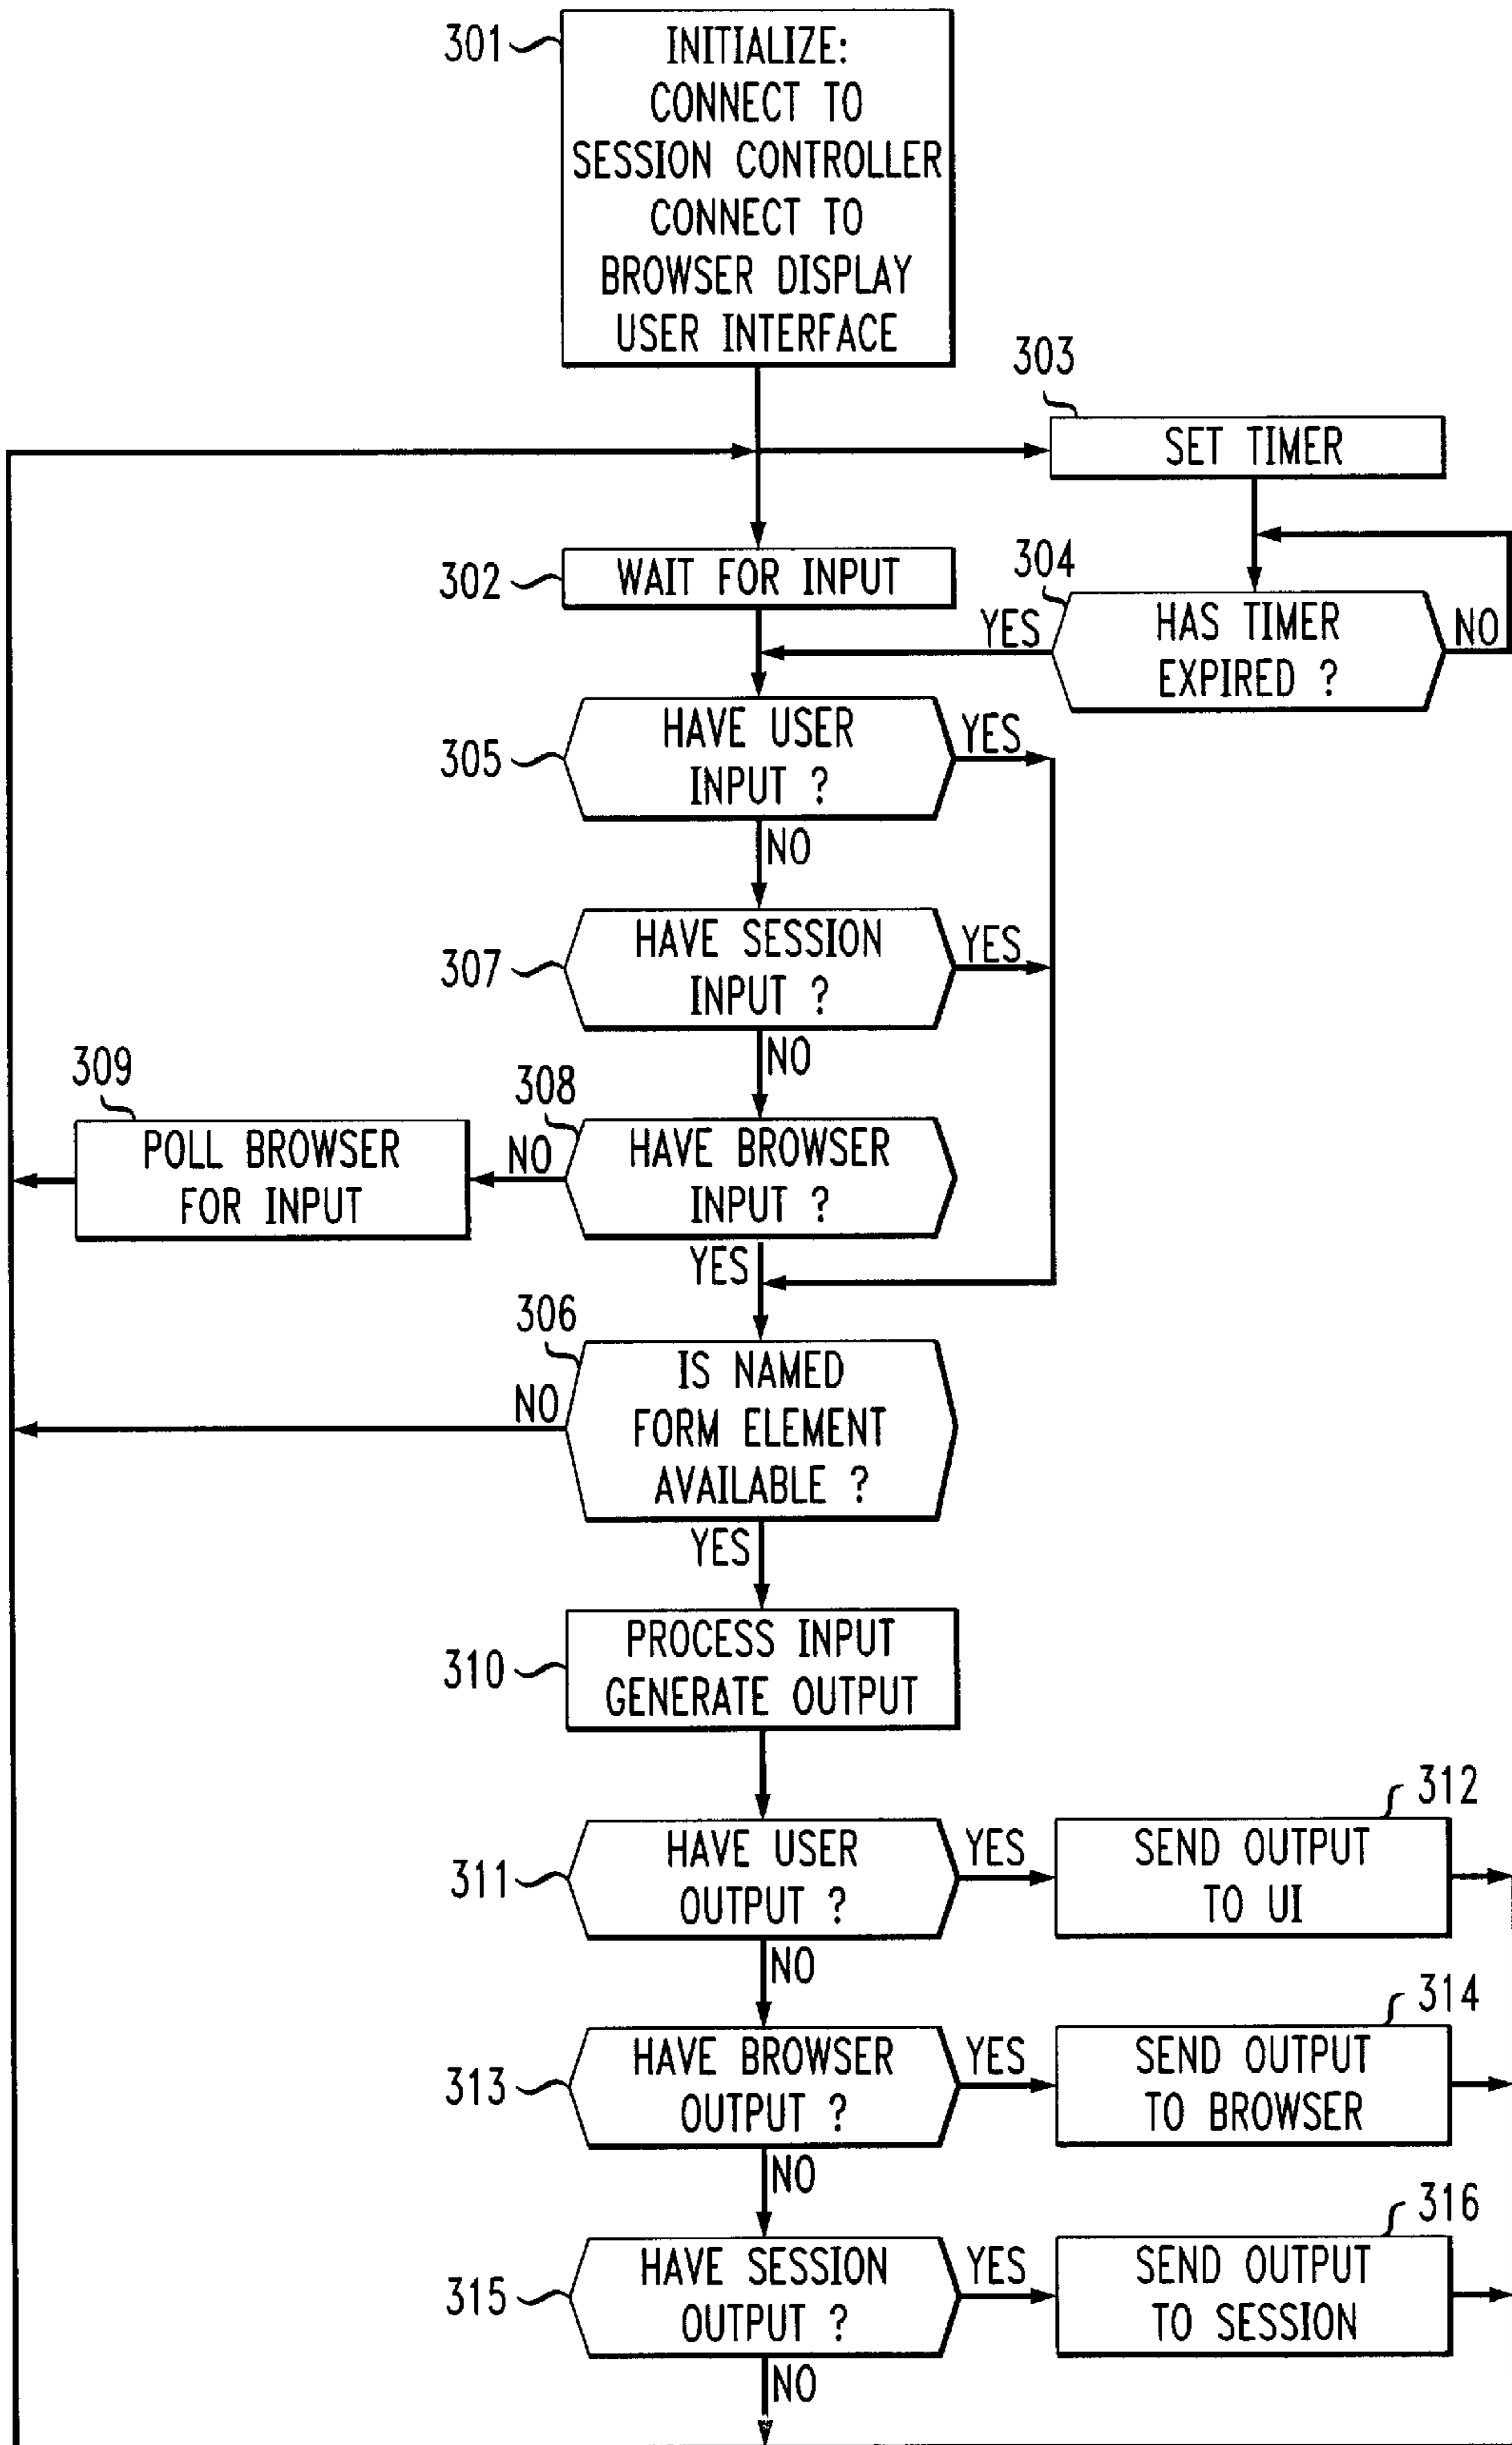 301
INITIALIZE:
CONNECT TO
SESSION CONTROLLER
CONNECT TO
BROWSER DISPLAY
USER INTERFACE
303
SET TIMER
302
WAIT FOR INPUT
304
HAS TIMER
EXPIRED ?
YES
NO
305
HAVE USER
INPUT ?
YES
NO
307
HAVE SESSION
INPUT ?
YES
NO
309
POLL BROWSER
FOR INPUT
308
NO
HAVE BROWSER
INPUT ?
YES
306
NO
IS NAMED
FORM ELEMENT
AVAILABLE ?
YES
310
PROCESS INPUT
GENERATE OUTPUT
311
HAVE USER
OUTPUT ?
YES
312
SEND OUTPUT
TO UI
NO
313
HAVE BROWSER
OUTPUT ?
YES
314
SEND OUTPUT
TO BROWSER
NO
315
HAVE SESSION
OUTPUT ?
YES
316
SEND OUTPUT
TO SESSION
NO